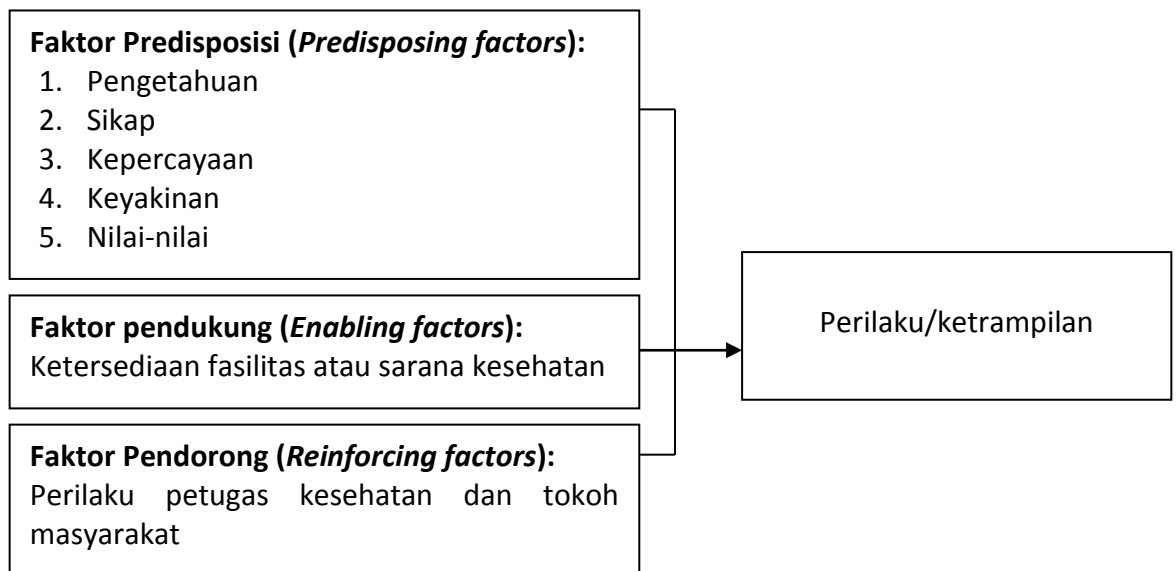 Faktor Predisposisi (Predisposing factors):
1. Pengetahuan
2. Sikap
3. Kepercayaan
4. Keyakinan
5. Nilai-nilai
Faktor pendukung (Enabling factors):
Ketersediaan fasilitas atau sarana kesehatan
Faktor Pendorong (Reinforcing factors):
Perilaku petugas kesehatan dan tokoh
masyarakat
Perilaku/ketrampilan